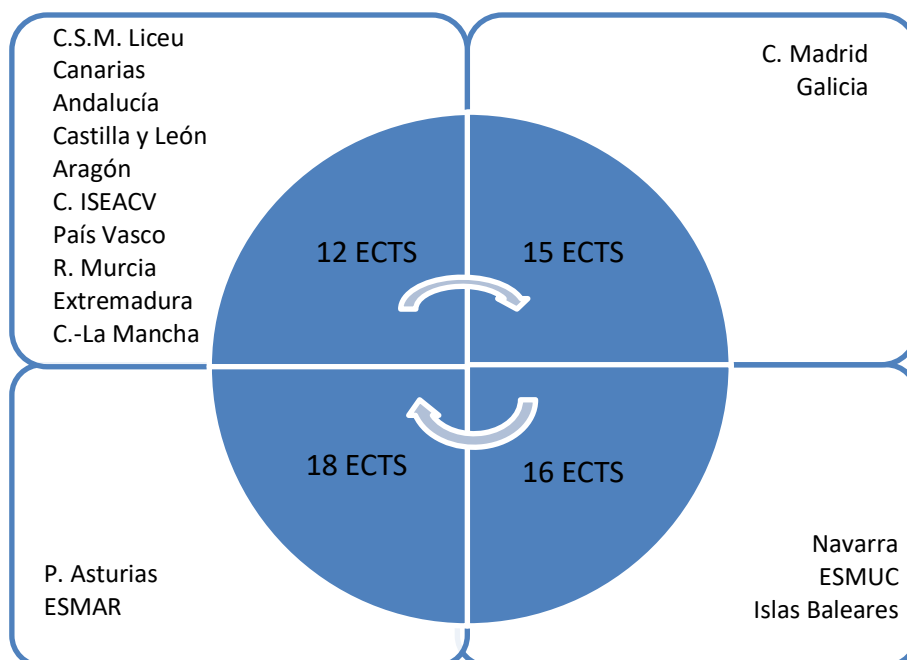 C.S.M. Liceu
Canarias
Andalucía
Castilla y León
Aragón
C. ISEACV
País Vasco
R. Murcia
Extremadura
C.-La Mancha
12 ECTS
C. Madrid
Galicia
15 ECTS
18 ECTS
P. Asturias
ESMAR
16 ECTS
Navarra
ESMUC
Islas Baleares